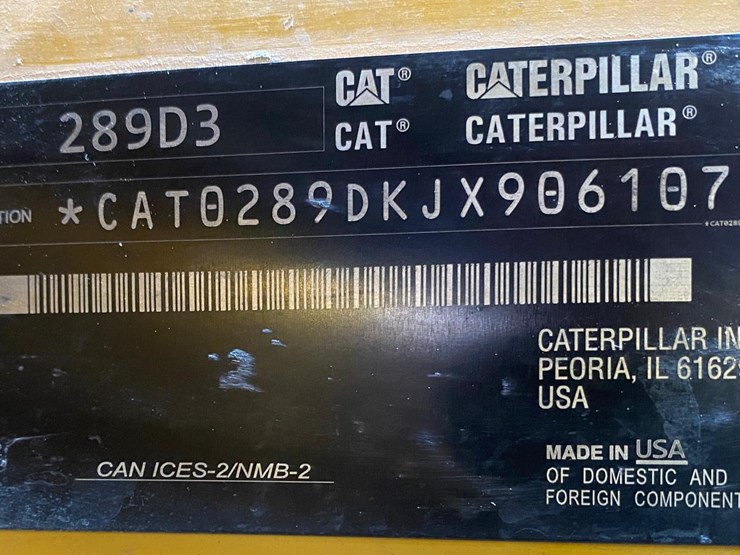 CAT® CATERPILLAR®
289D3 CAT® CATERPILLAR®
TION *CAT0289DKJX906107
CATERPILLAR IN
PEORIA, IL 6162
USA
MADE IN USA
CAN ICES-2/NMB-2
OF DOMESTIC AND
FOREIGN COMPONENT